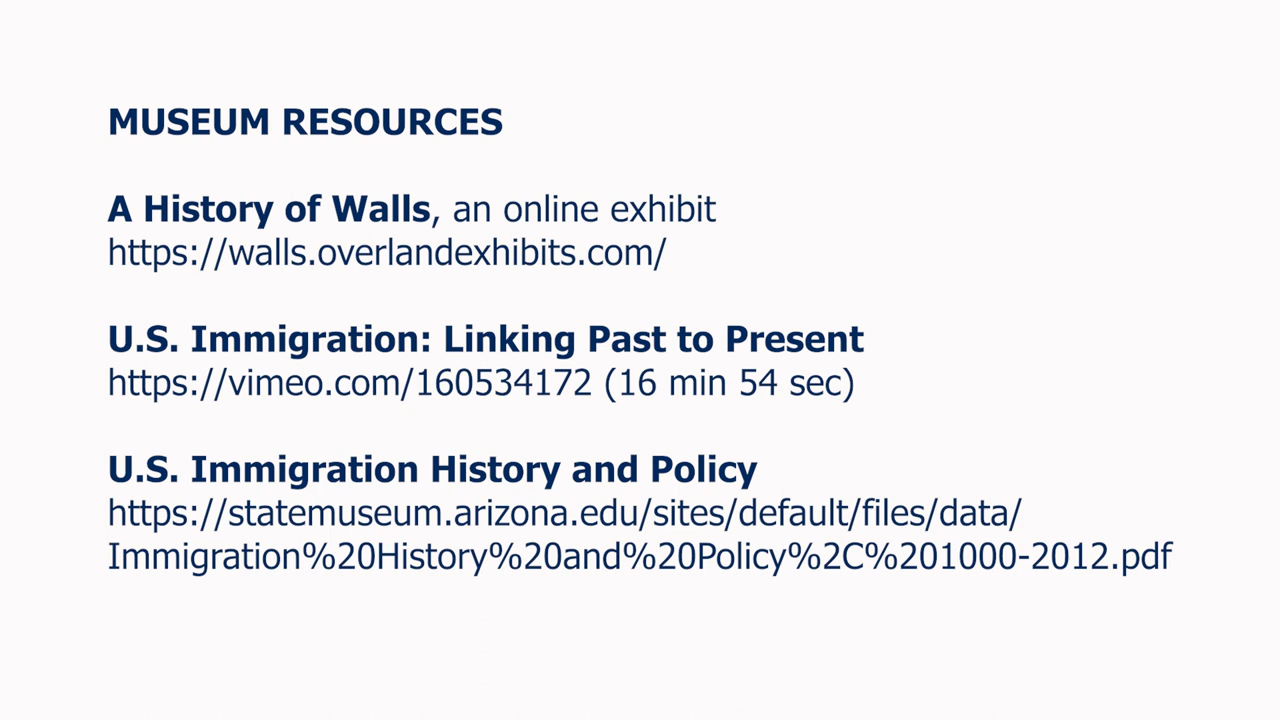 MUSEUM RESOURCES
A History of Walls, an online exhibit
https://walls.overlandexhibits.com/
U.S. Immigration: Linking Past to Present
https://vimeo.com/160534172 (16 min 54 sec)
U.S. Immigration History and Policy
https://statemuseum.arizona.edu/sites/default/files/data/
Immigration%20History%20and%20Policy%2C%201000-2012.pdf